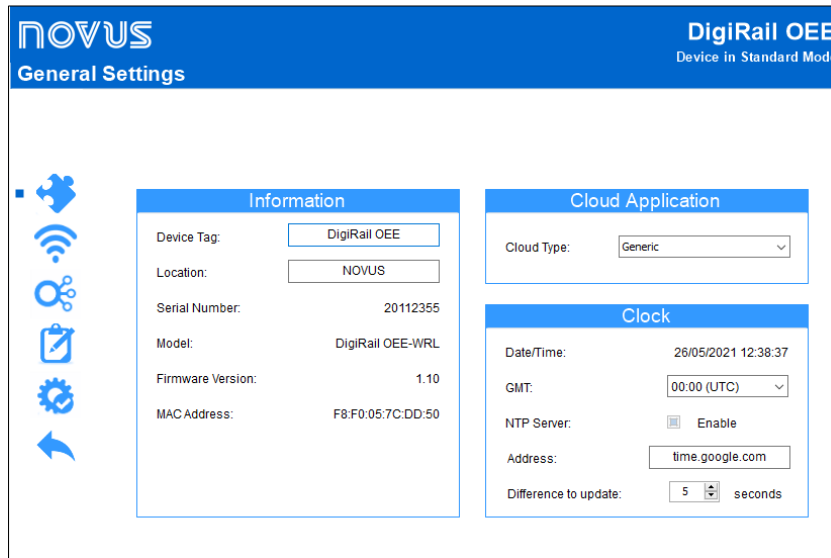 NOVUS
DigiRail OEE
Device in Standard Mod
General Settings
Information
Device Tag: DigiRail OEE
Location: NOVUS
Serial Number: 20112355
Model: DigiRail OEE-WRL
Firmware Version: 1.10
MAC Address: F8:F0:05:7C:DD:50
Cloud Application
Cloud Type: Generic
Clock
Date/Time: 26/05/2021 12:38:37
GMT: 00:00 (UTC)
NTP Server: Enable
Address: time.google.com
Difference to update: 5 seconds